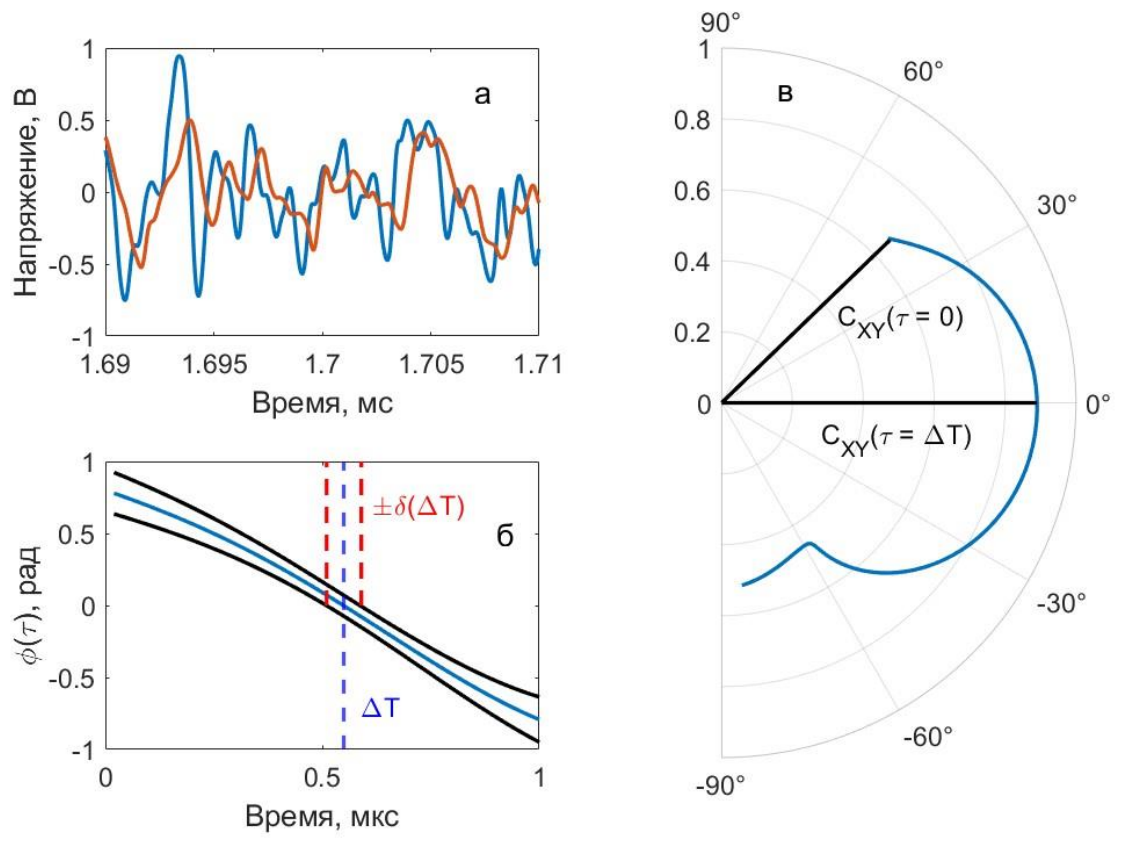 а
Напряжение, В
1
0.5
0
-0.5
-1
1.69 1.695 1.7 1.705 1.71
Время, мс
б
ϕ(τ), рад
1
0.5
0
-0.5
-1
±δ(ΔT)
ΔT
0 0.5 1
Время, мкс
в
90°
60°
30°
0°
-30°
-60°
-90°
1
0.8
0.6
0.4
0.2
0
C_XY(τ = 0)
C_XY(τ = ΔT)